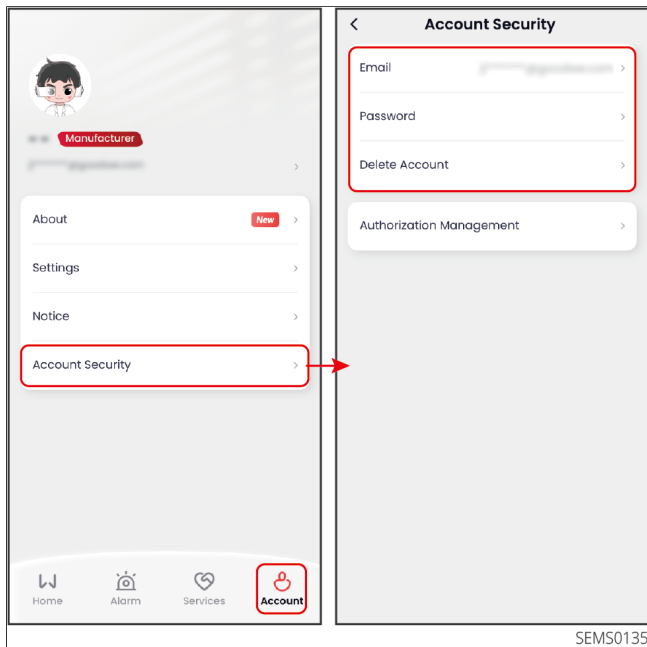 Manufacturer
About
New
Settings
Notice
Account Security
Home
Alarm
Services
Account
Account Security
Email
Password
Delete Account
Authorization Management
SEMS0135